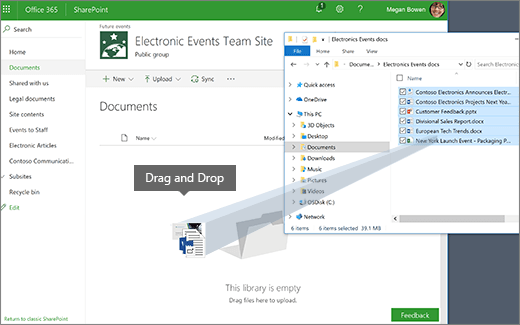 Office 365
SharePoint
1
?
Megan Bowen
Search
Home
Documents
Shared with us
Legal documents
Site contents
Events to Staff
Electronic Articles
Contoso Communicati...
Subsites
Recycle bin
Edit
Return to classic SharePoint
Future events
Electronic Events Team Site
Public group
+ New
Upload
Sync
...
Documents
Name
Modified
Drag and Drop
This library is empty
Drag files here to upload.
Feedback
Electronics Events docs
File
Home
Share
View
Docume...
Electronics Events docs
Search Electronics
Quick access
OneDrive
This PC
3D Objects
Desktop
Documents
Downloads
Music
Pictures
Videos
OSDisk (C:)
Network
Name
Contoso Electronics Announces Elect
Contoso Electronics Projects Next Yea
Customer Feedback.pptx
Divisional Sales Report.docx
European Tech Trends.docx
New York Launch Event - Packaging P
6 items
6 items selected 39.1 MB